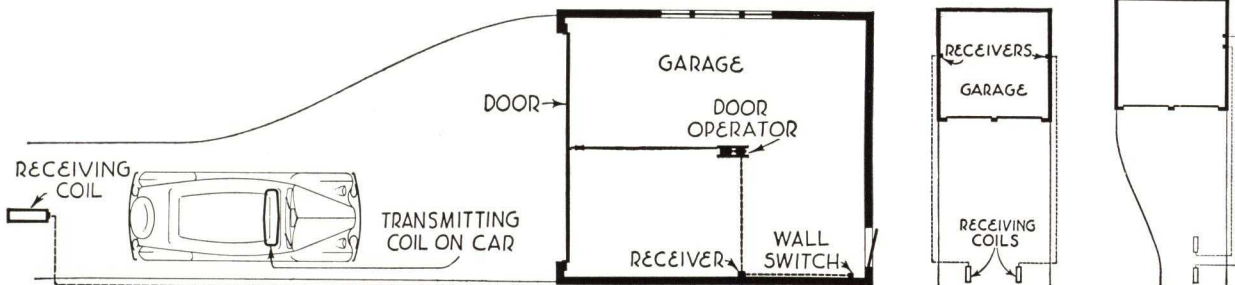 GARAGE
DOOR
DOOR
OPERATOR
RECEIVING
COIL
TRANSMITTING
COIL ON CAR
RECEIVER
WALL
SWITCH
RECEIVERS
GARAGE
RECEIVING
COILS